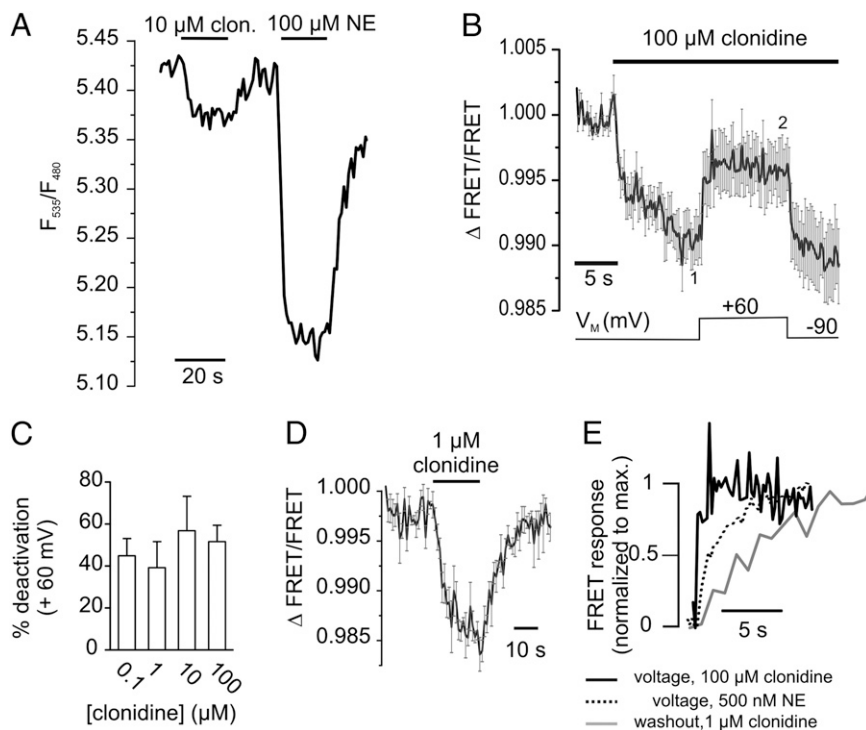 A
10 µM clon.
100 µM NE
5.45
5.40
5.35
5.30
5.25
5.20
5.15
5.10
F535/F480
20 s
B
100 µM clonidine
1.005
1.000
0.995
0.990
0.985
Δ FRET/FRET
1
2
5 s
VM (mV)
+60
-90
C
80
60
40
20
0
% deactivation
(+ 60 mV)
0.1
1
10
100
[clonidine] (µM)
D
1 µM
clonidine
1.000
0.995
0.990
0.985
Δ FRET/FRET
10 s
E
1
0.5
0
FRET response
(normalized to max.)
5 s
voltage, 100 µM clonidine
voltage, 500 nM NE
washout,1 µM clonidine